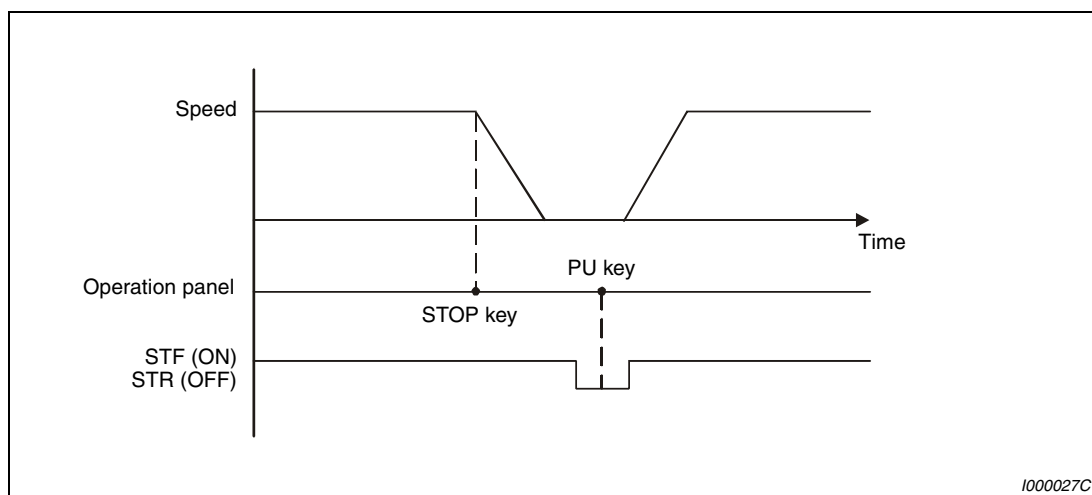 Speed
Time
Operation panel
PU key
STOP key
STF (ON)
STR (OFF)
I000027C